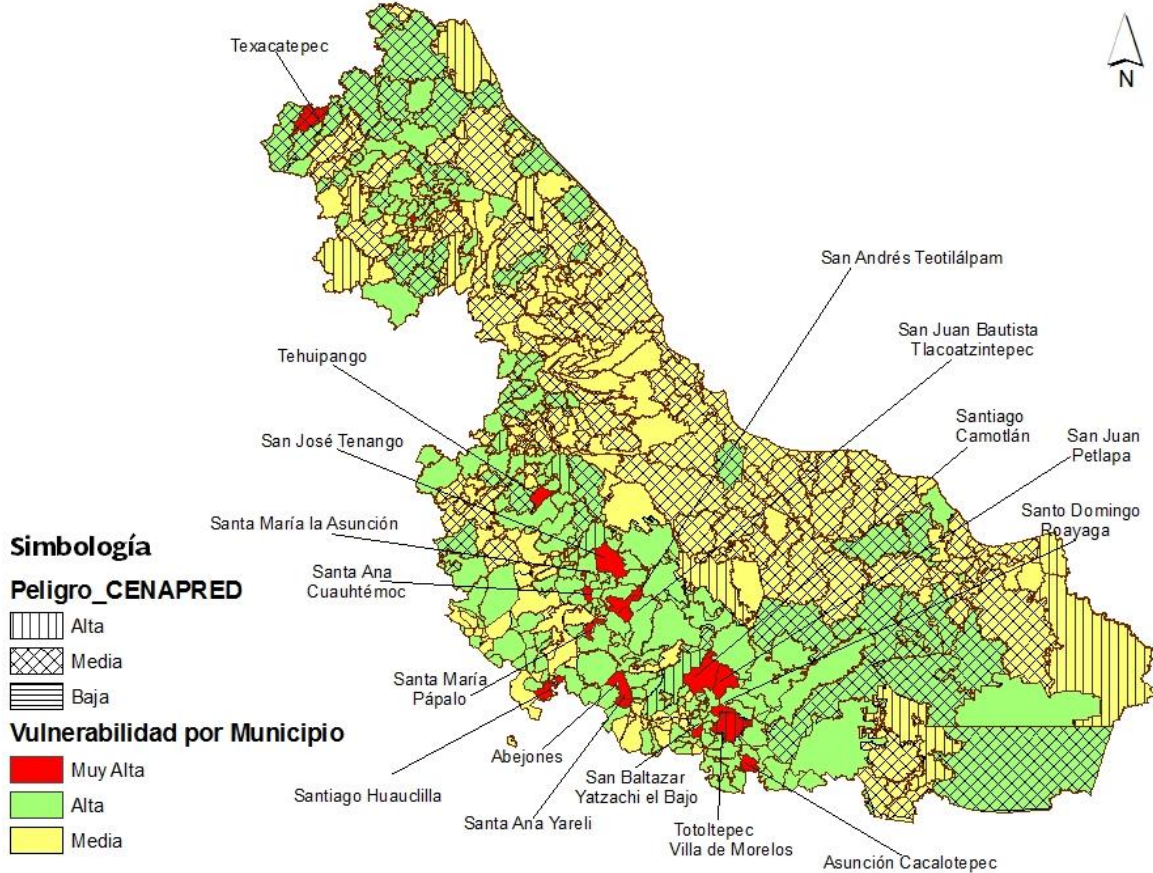 Texacatepec
N
San Andrés Teotilálpam
San Juan Bautista
Tlacoatzintepec
Tehuipango
Santiago
Camotlán
San Juan
Petlapa
San José Tenango
Santo Domingo
Roayaga
Santa María la Asunción
Santa Ana
Cuauhtémoc
Santa María
Pápalo
Abejones
Santiago Huauclilla
San Baltazar
Yatzachi el Bajo
Santa Ana Yareli
Totoltepec
Villa de Morelos
Asunción Cacalotepec
Simbología
Peligro_CENAPRED
Alta
Media
Baja
Vulnerabilidad por Municipio
Muy Alta
Alta
Media